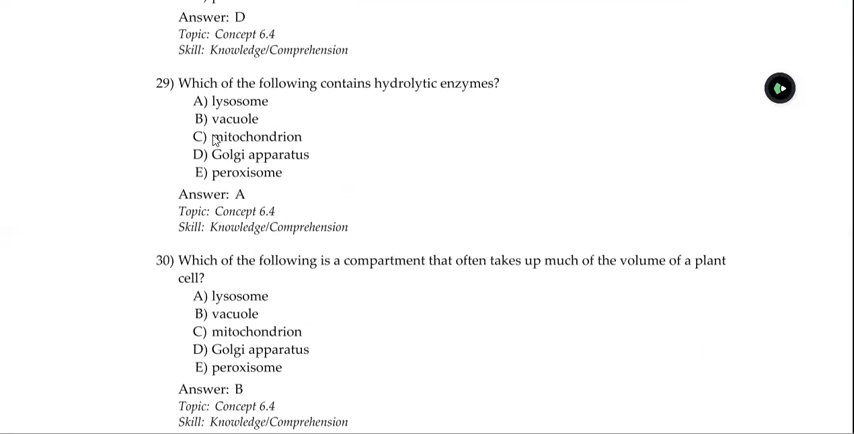 Answer: D
Topic: Concept 6.4
Skill: Knowledge/Comprehension
29) Which of the following contains hydrolytic enzymes?
A) lysosome
B) vacuole
C) mitochondrion
D) Golgi apparatus
E) peroxisome
Answer: A
Topic: Concept 6.4
Skill: Knowledge/Comprehension
30) Which of the following is a compartment that often takes up much of the volume of a plant
cell?
A) lysosome
B) vacuole
C) mitochondrion
D) Golgi apparatus
E) peroxisome
Answer: B
Topic: Concept 6.4
Skill: Knowledge/Comprehension